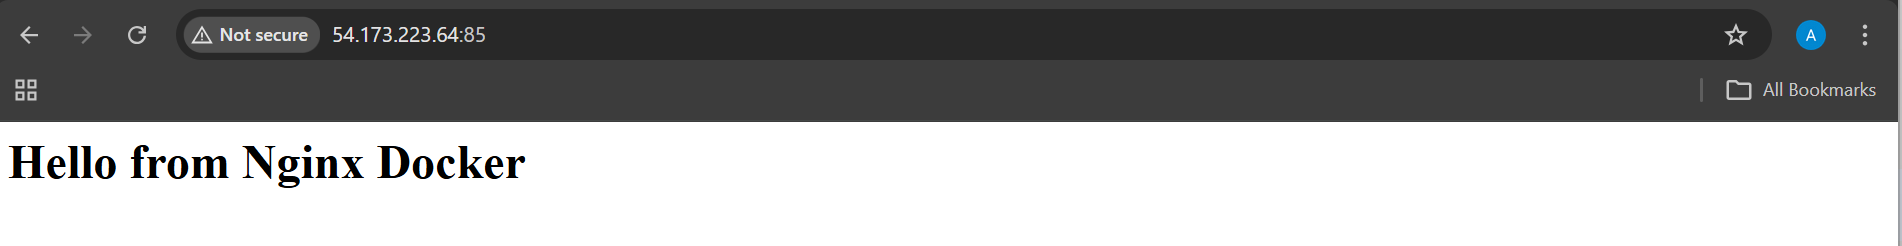 Not secure 54.173.223.64:85
A
All Bookmarks
Hello from Nginx Docker